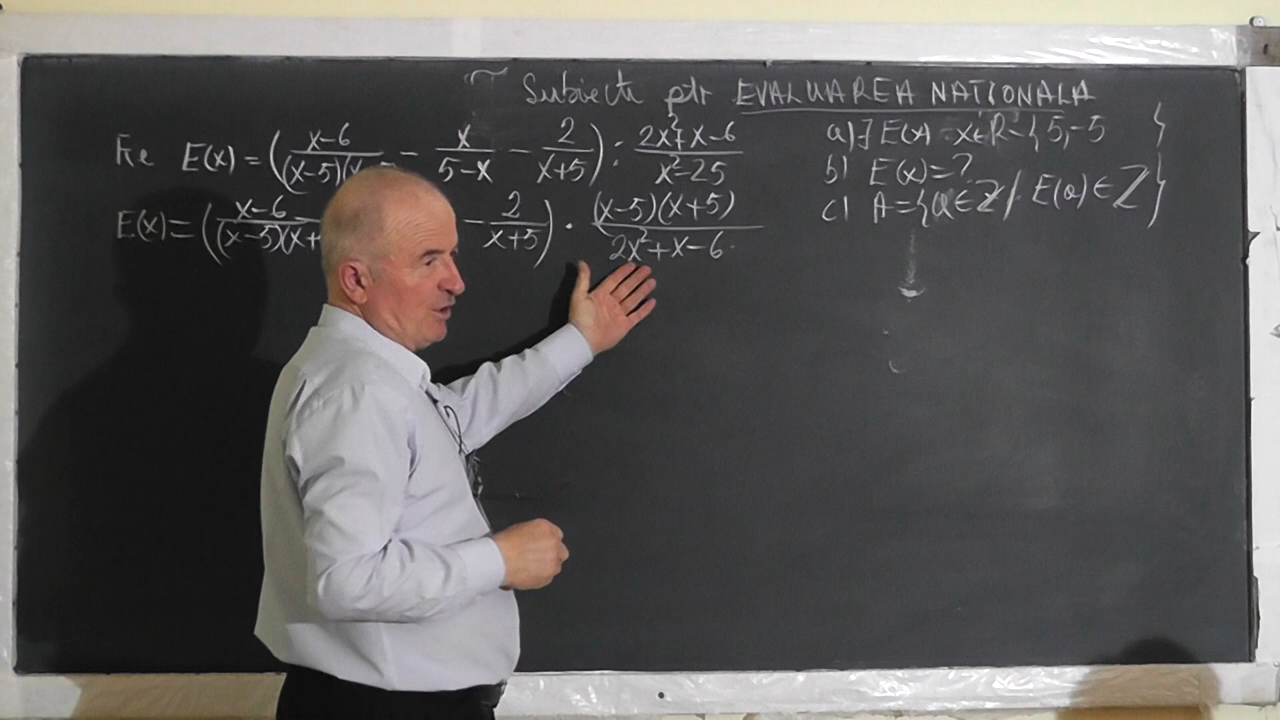 Subiect ptr EVALUAREA NATIONALA
Fie E(x) = ((x-6)/((x-5)(x - x/(5-x) - 2/(x+5)) : (2x²+x-6)/(x²-25)
a) ∃ E(x) x∈R-{5,-5
b) E(x)=?
c) A={a∈Z/ E(a)∈Z}
E(x) = ((x-6)/((x-5)(x+ - 2/(x+5)) · ((x-5)(x+5))/(2x²+x-6)